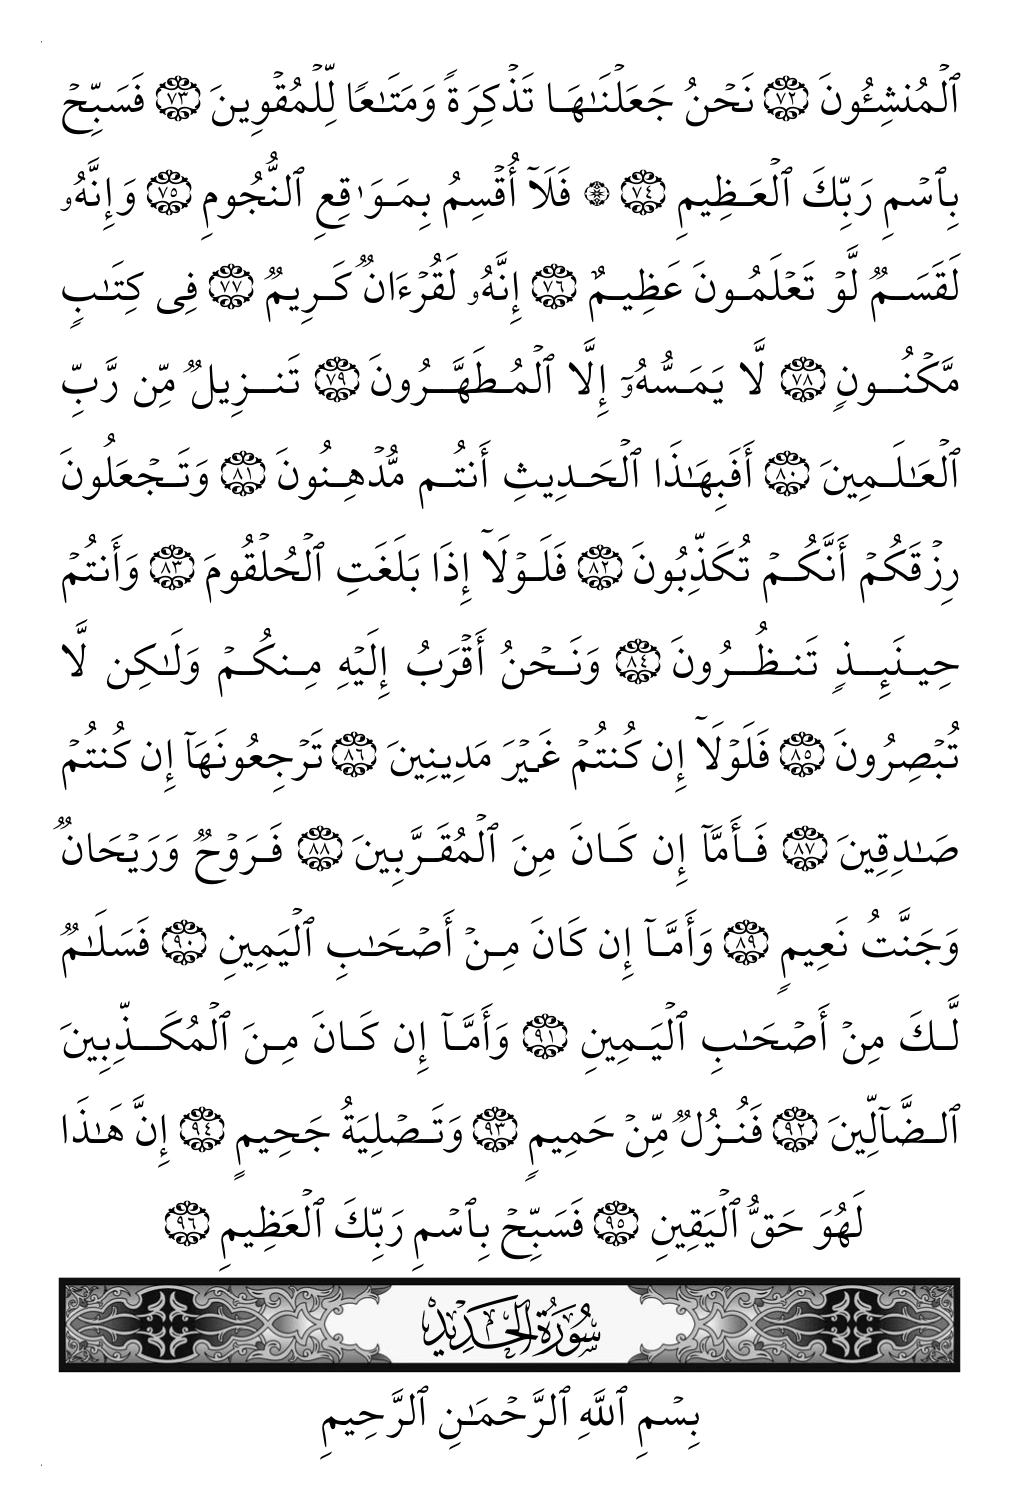 ٱلۡمُنشِـُٔونَ ٧٢ نَحۡنُ جَعَلۡنَٰهَا تَذۡكِرَةٗ وَمَتَٰعٗا لِّلۡمُقۡوِينَ ٧٣ فَسَبِّحۡ
بِٱسۡمِ رَبِّكَ ٱلۡعَظِيمِ ٧٤ ۞ فَلَآ أُقۡسِمُ بِمَوَٰقِعِ ٱلنُّجُومِ ٧٥ وَإِنَّهُۥ
لَقَسَمٞ لَّوۡ تَعۡلَمُونَ عَظِيمٌ ٧٦ إِنَّهُۥ لَقُرۡءَانٞ كَرِيمٞ ٧٧ فِي كِتَٰبٖ
مَّكۡنُونٖ ٧٨ لَّا يَمَسُّهُۥٓ إِلَّا ٱلۡمُطَهَّرُونَ ٧٩ تَنزِيلٞ مِّن رَّبِّ
ٱلۡعَٰلَمِينَ ٨٠ أَفَبِهَٰذَا ٱلۡحَدِيثِ أَنتُم مُّدۡهِنُونَ ٨١ وَتَجۡعَلُونَ
رِزۡقَكُمۡ أَنَّكُمۡ تُكَذِّبُونَ ٨٢ فَلَوۡلَآ إِذَا بَلَغَتِ ٱلۡحُلۡقُومَ ٨٣ وَأَنتُمۡ
حِينَئِذٖ تَنظُرُونَ ٨٤ وَنَحۡنُ أَقۡرَبُ إِلَيۡهِ مِنكُمۡ وَلَٰكِن لَّا
تُبۡصِرُونَ ٨٥ فَلَوۡلَآ إِن كُنتُمۡ غَيۡرَ مَدِينِينَ ٨٦ تَرۡجِعُونَهَآ إِن كُنتُمۡ
صَٰدِقِينَ ٨٧ فَأَمَّآ إِن كَانَ مِنَ ٱلۡمُقَرَّبِينَ ٨٨ فَرَوۡحٞ وَرَيۡحَانٞ
وَجَنَّتُ نَعِيمٖ ٨٩ وَأَمَّآ إِن كَانَ مِنۡ أَصۡحَٰبِ ٱلۡيَمِينِ ٩٠ فَسَلَٰمٞ
لَّكَ مِنۡ أَصۡحَٰبِ ٱلۡيَمِينِ ٩١ وَأَمَّآ إِن كَانَ مِنَ ٱلۡمُكَذِّبِينَ
ٱلضَّآلِّينَ ٩٢ فَنُزُلٞ مِّنۡ حَمِيمٖ ٩٣ وَتَصۡلِيَةُ جَحِيمٍ ٩٤ إِنَّ هَٰذَا
لَهُوَ حَقُّ ٱلۡيَقِينِ ٩٥ فَسَبِّحۡ بِٱسۡمِ رَبِّكَ ٱلۡعَظِيمِ ٩٦
سُورَةُ الحَدِيدِ
بِسۡمِ ٱللَّهِ ٱلرَّحۡمَٰنِ ٱلرَّحِيمِ